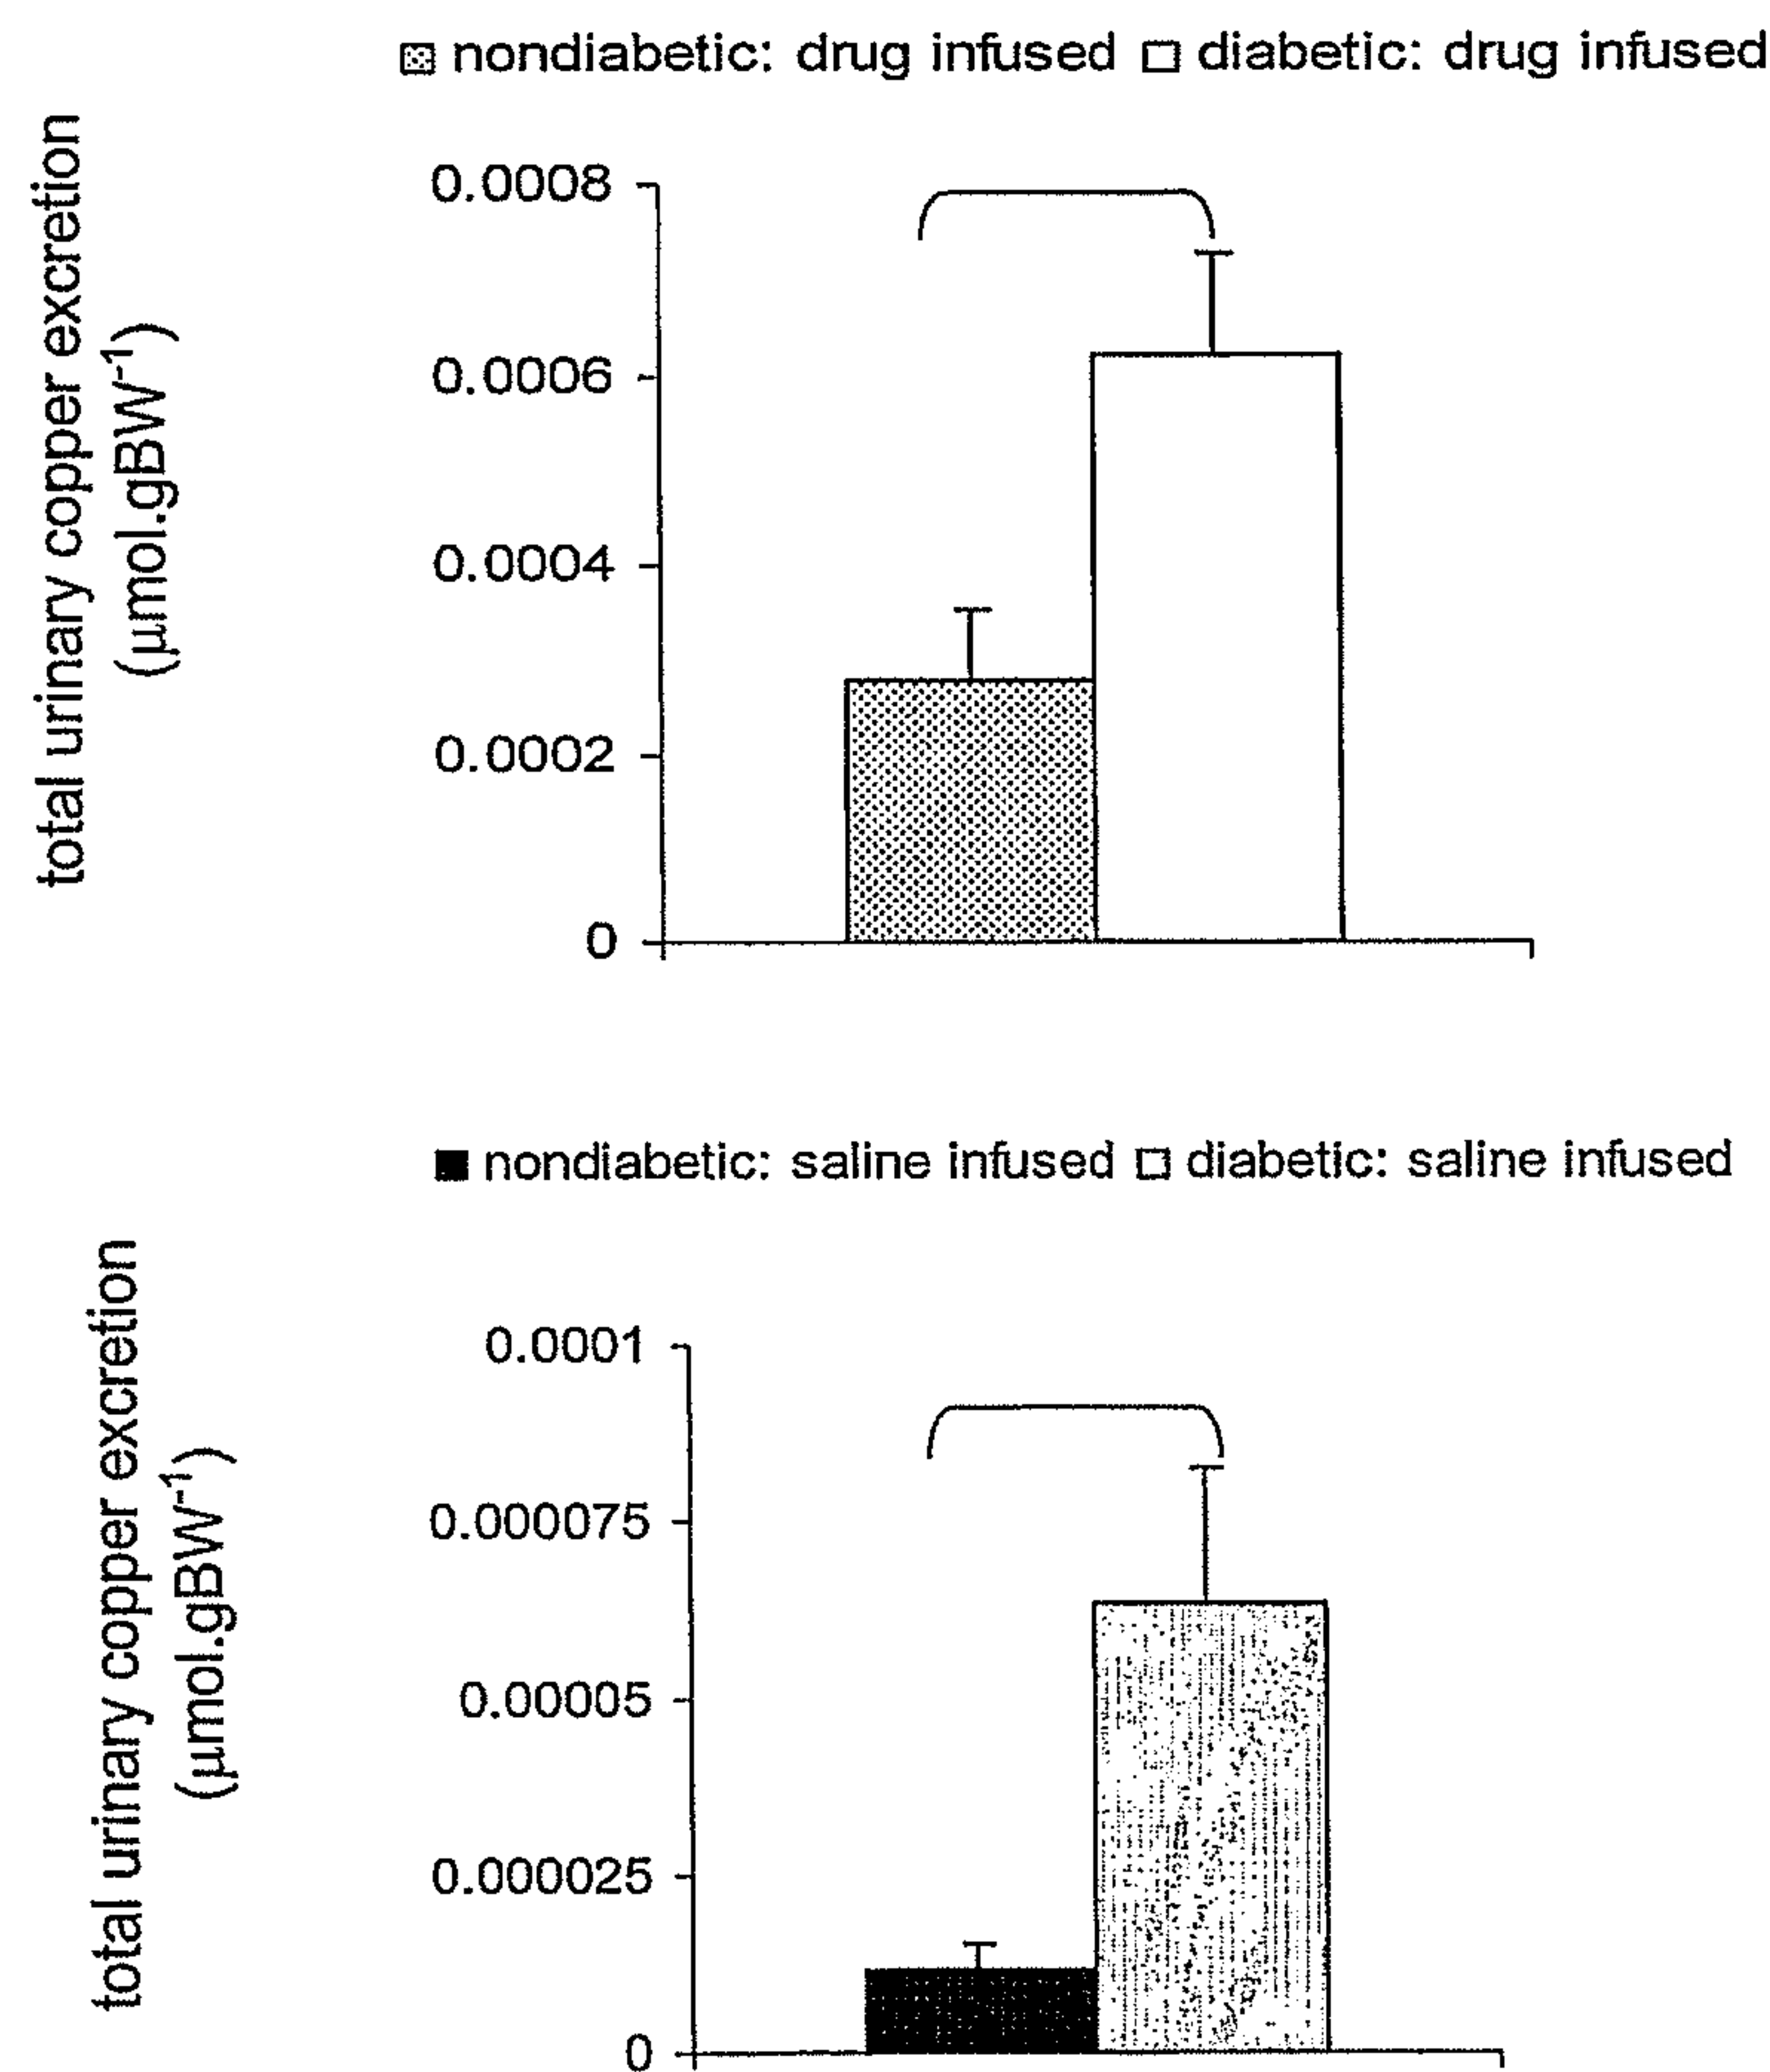 nondiabetic: drug infused diabetic: drug infused
total urinary copper excretion
(µmol.gBW-1)
0.0008
0.0006
0.0004
0.0002
0
nondiabetic: saline infused diabetic: saline infused
total urinary copper excretion
(µmol.gBW-1)
0.0001
0.000075
0.00005
0.000025
0